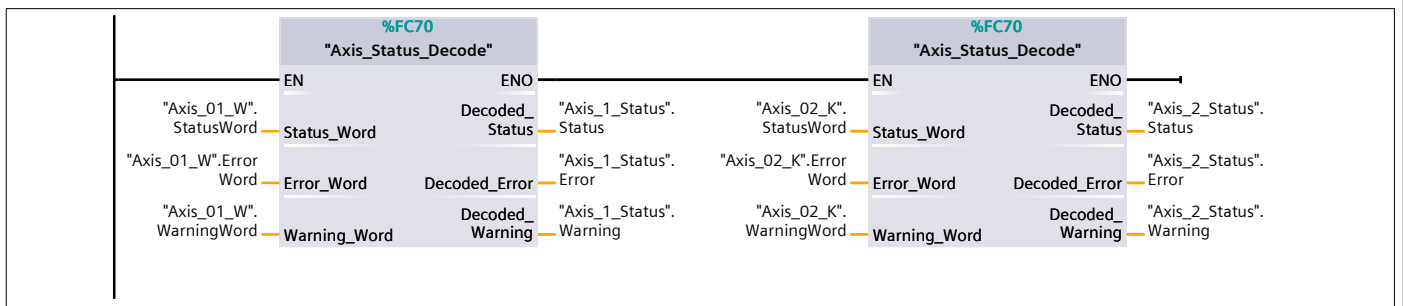 %FC70
"Axis_Status_Decode"
EN
ENO
"Axis_01_W".
StatusWord
Status_Word
Decoded_
Status
"Axis_1_Status".
Status
"Axis_01_W".Error
Word
Error_Word
Decoded_Error
"Axis_1_Status".
Error
"Axis_01_W".
WarningWord
Warning_Word
Decoded_
Warning
"Axis_1_Status".
Warning
%FC70
"Axis_Status_Decode"
EN
ENO
"Axis_02_K".
StatusWord
Status_Word
Decoded_
Status
"Axis_2_Status".
Status
"Axis_02_K".Error
Word
Error_Word
Decoded_Error
"Axis_2_Status".
Error
"Axis_02_K".
WarningWord
Warning_Word
Decoded_
Warning
"Axis_2_Status".
Warning